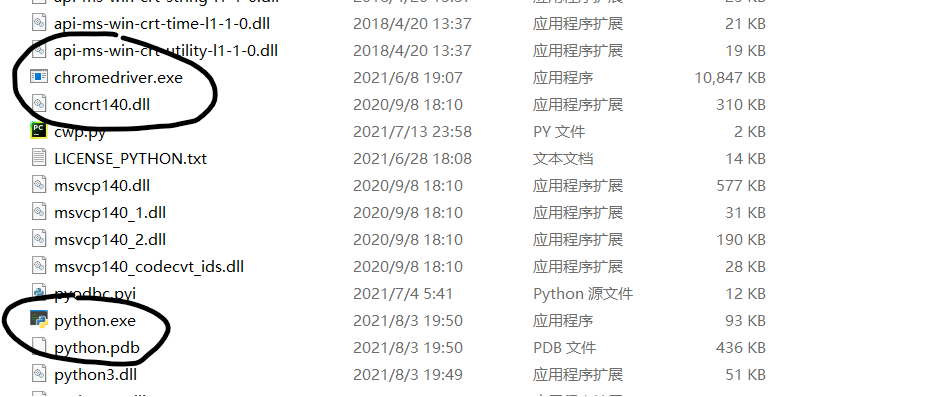 api-ms-win-crt-string-l1-1-0.dll 2018/4/20 13:37 应用程序扩展
api-ms-win-crt-time-l1-1-0.dll 2018/4/20 13:37 应用程序扩展 21 KB
api-ms-win-crt-utility-l1-1-0.dll 2018/4/20 13:37 应用程序扩展 19 KB
chromedriver.exe 2021/6/8 19:07 应用程序 10,847 KB
concrt140.dll 2020/9/8 18:10 应用程序扩展 310 KB
cwp.py 2021/7/13 23:58 PY 文件 2 KB
LICENSE_PYTHON.txt 2021/6/28 18:08 文本文档 14 KB
msvcp140.dll 2020/9/8 18:10 应用程序扩展 577 KB
msvcp140_1.dll 2020/9/8 18:10 应用程序扩展 31 KB
msvcp140_2.dll 2020/9/8 18:10 应用程序扩展 190 KB
msvcp140_codecvt_ids.dll 2020/9/8 18:10 应用程序扩展 28 KB
pyodbc.pyi 2021/7/4 5:41 Python 源文件 12 KB
python.exe 2021/8/3 19:50 应用程序 93 KB
python.pdb 2021/8/3 19:50 PDB 文件 436 KB
python3.dll 2021/8/3 19:49 应用程序扩展 51 KB